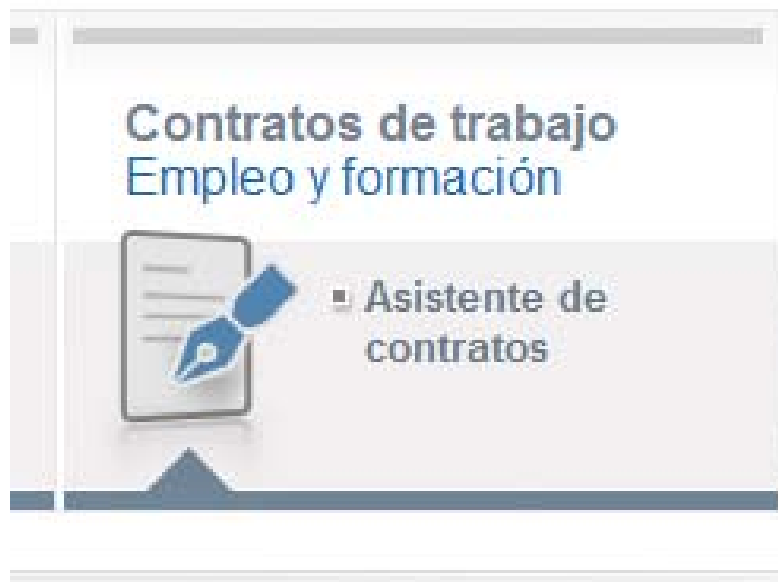 Contratos de trabajo
Empleo y formación
Asistente de
contratos